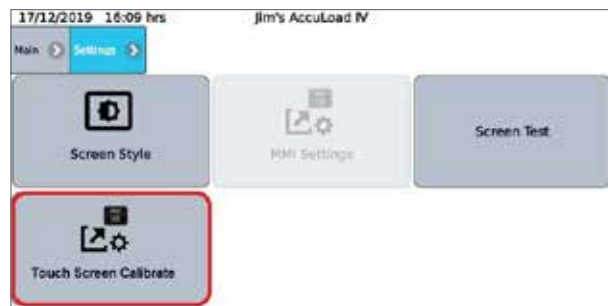 17/12/2019 16:09 hrs Jim's AccuLoad IV
Main Settings
Screen Style
MMI Settings
Screen Test
Touch Screen Calibrate